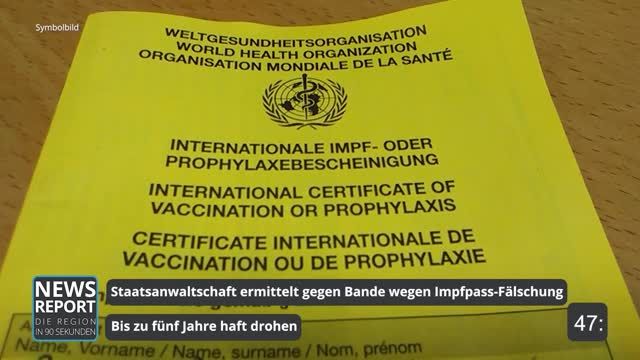 Symbolbild
WELTGESUNDHEITSORGANISATION
WORLD HEALTH ORGANIZATION
ORGANISATION MONDIALE DE LA SANTÉ
INTERNATIONALE IMPF- ODER
PROPHYLAXEBESCHEINIGUNG
INTERNATIONAL CERTIFICATE OF
VACCINATION OR PROPHYLAXIS
CERTIFICATE INTERNATIONALE DE
VACCINATION OU DE PROPHYLAXIE
NEWS
REPORT
DIE REGION
IN 90 SEKUNDEN
Staatsanwaltschaft ermittelt gegen Bande wegen Impfpass-Fälschung
Bis zu fünf Jahre haft drohen
47:
Name, Vorname / Name, surname / Nom, prénom